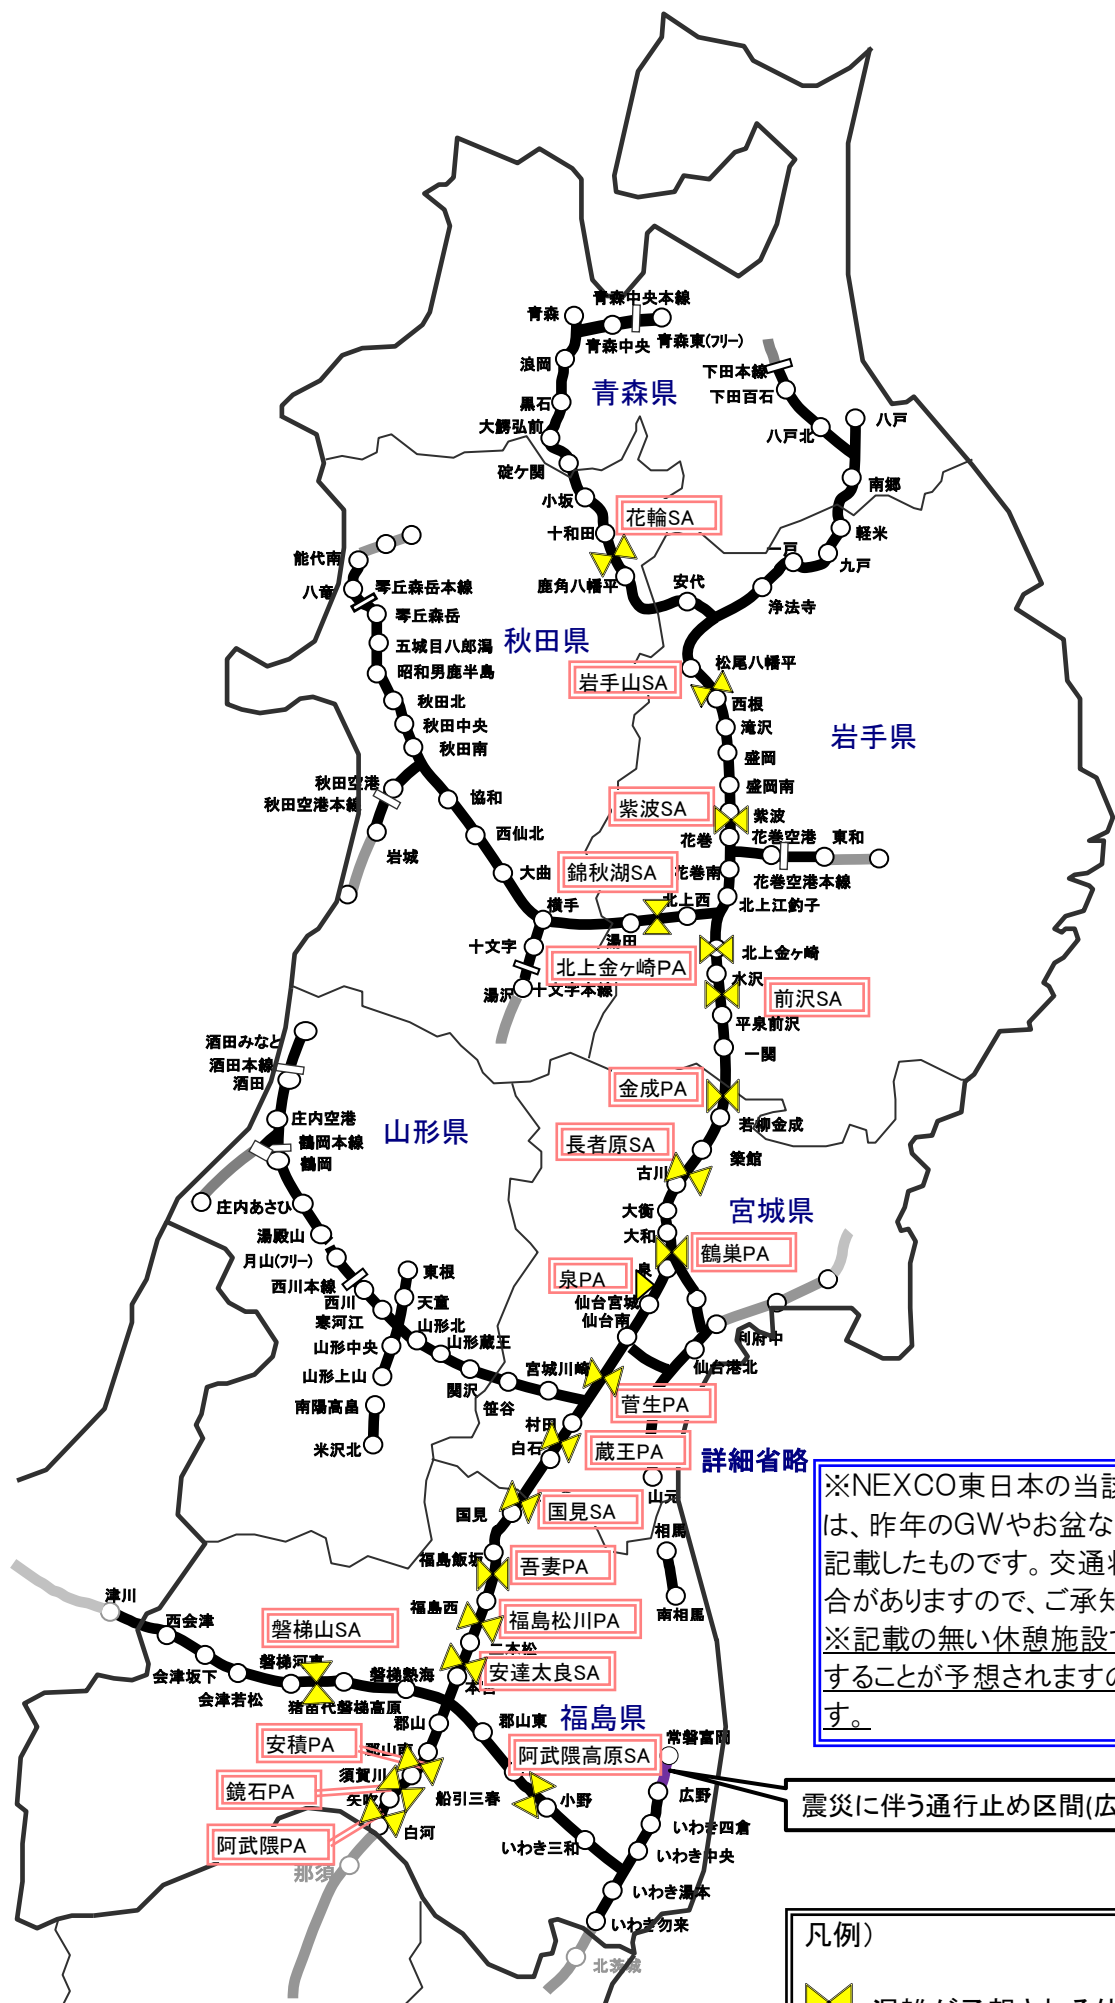 青森中央本線
青森
青森中央
青森東(フリー)
浪岡
青森県
下田本線
下田百石
黒石
大鰐弘前
八戸北
八戸
碇ケ関
南郷
小坂
花輪SA
十和田
軽米
一戸
九戸
能代南
鹿角八幡平
安代
浄法寺
八竜
琴丘森岳本線
琴丘森岳
五城目八郎潟
秋田県
昭和男鹿半島
松尾八幡平
岩手山SA
秋田北
西根
秋田中央
滝沢
岩手県
秋田南
盛岡
秋田空港
盛岡南
秋田空港本線
協和
紫波SA
紫波
西仙北
花巻
花巻空港
東和
岩城
大曲
錦秋湖SA
花巻南
花巻空港本線
横手
北上西
北上江釣子
十文字
湯田
北上金ヶ崎
北上金ヶ崎PA
水沢
湯沢
十文字本線
前沢SA
平泉前沢
酒田みなと
一関
酒田本線
酒田
金成PA
庄内空港
山形県
若柳金成
鶴岡本線
長者原SA
鶴岡
築館
古川
庄内あさひ
大衡
宮城県
湯殿山
大和
月山(フリー)
鶴巣PA
西川本線
東根
泉
泉PA
西川
天童
仙台宮城
寒河江
仙台南
山形北
利府中
山形中央
山形蔵王
仙台港北
山形上山
宮城川崎
関沢
笹谷
菅生PA
南陽高畠
村田
米沢北
白石
蔵王PA
詳細省略
山元
国見
国見SA
相馬
福島飯坂
吾妻PA
津川
福島西
南相馬
西会津
磐梯山SA
福島松川PA
二本松
会津坂下
磐梯河東
磐梯熱海
安達太良SA
本宮
会津若松
猪苗代磐梯高原
郡山
郡山東
福島県
安積PA
郡山南
阿武隈高原SA
常磐富岡
須賀川
鏡石PA
矢吹
船引三春
小野
広野
阿武隈PA
白河
いわき三和
いわき四倉
いわき中央
那須
いわき湯本
いわき勿来
北茨城
※NEXCO東日本の当該
は、昨年のGWやお盆な
記載したものです。交通状
合がありますので、ご承知
※記載の無い休憩施設で
することが予想されますの
す。
震災に伴う通行止め区間(広
凡例)